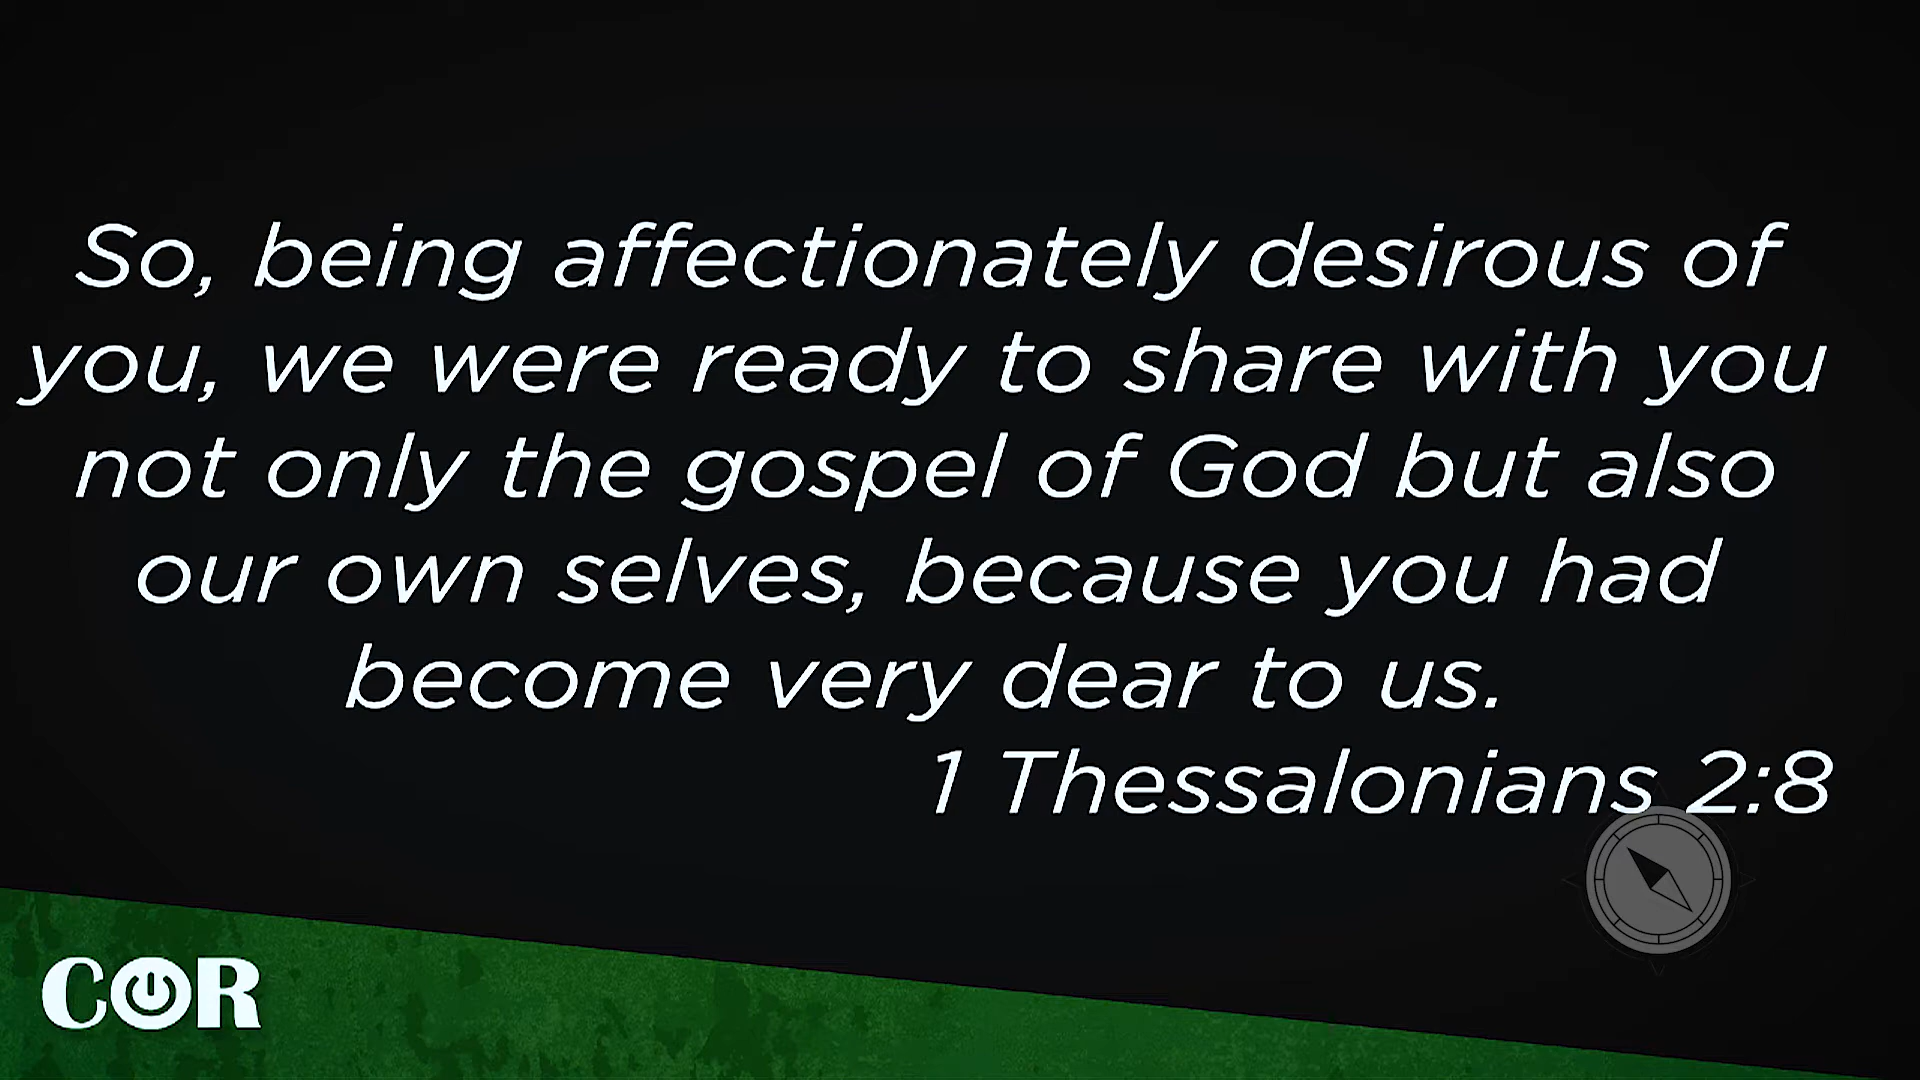 So, being affectionately desirous of
you, we were ready to share with you
not only the gospel of God but also
our own selves, because you had
become very dear to us.
1 Thessalonians 2:8
COR